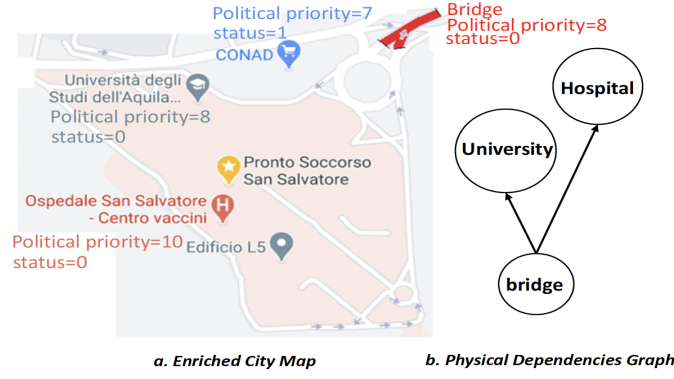 Political priority=7
status=1
CONAD
Bridge
Political priority=8
status=0
Università degli
Studi dell'Aquila...
Political priority=8
status=0
Pronto Soccorso
San Salvatore
Ospedale San Salvatore
- Centro vaccini
H
Political priority=10
status=0
Edificio L5
Hospital
University
bridge
a. Enriched City Map
b. Physical Dependencies Graph